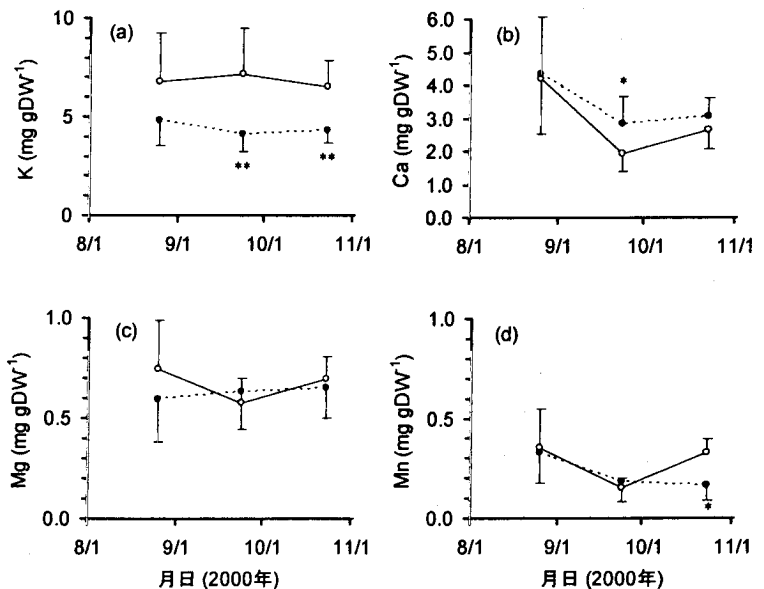 (a)
K (mg gDW⁻¹)
10
5
0
**
**
8/1 9/1 10/1 11/1
(b)
Ca (mg gDW⁻¹)
6.0
5.0
4.0
3.0
2.0
1.0
0.0
*
8/1 9/1 10/1 11/1
(c)
Mg (mg gDW⁻¹)
1.0
0.5
0.0
8/1 9/1 10/1 11/1
月日 (2000年)
(d)
Mn (mg gDW⁻¹)
1.0
0.5
0.0
*
8/1 9/1 10/1 11/1
月日 (2000年)